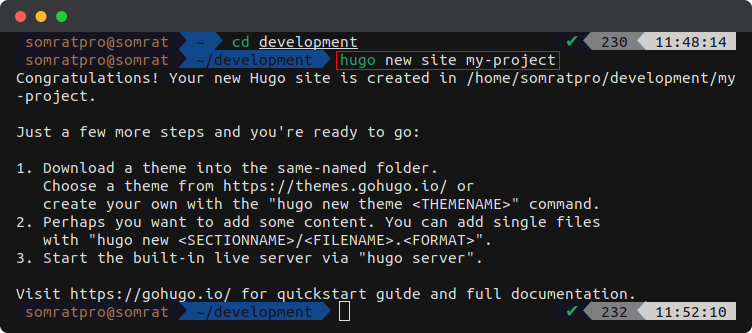 somratpro@somrat ~ cd development ✔ 230 11:48:14
somratpro@somrat ~/development hugo new site my-project
Congratulations! Your new Hugo site is created in /home/somratpro/development/my
-project.
Just a few more steps and you're ready to go:
1. Download a theme into the same-named folder.
Choose a theme from https://themes.gohugo.io/ or
create your own with the "hugo new theme <THEMENAME>" command.
2. Perhaps you want to add some content. You can add single files
with "hugo new <SECTIONNAME>/<FILENAME>.<FORMAT>".
3. Start the built-in live server via "hugo server".
Visit https://gohugo.io/ for quickstart guide and full documentation.
somratpro@somrat ~/development ✔ 232 11:52:10